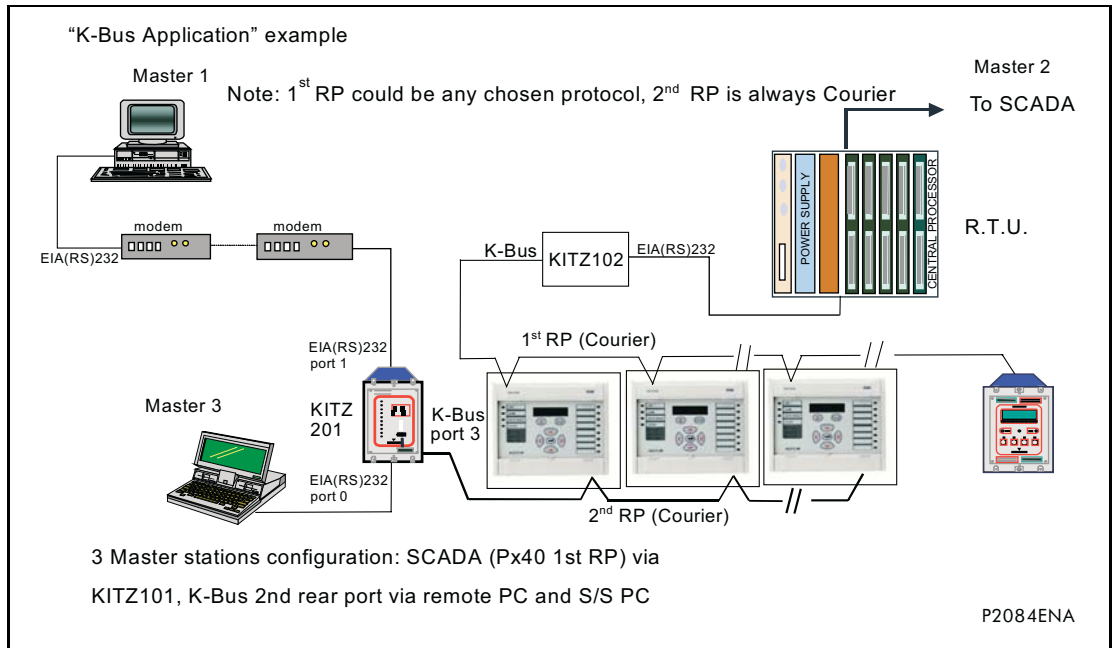 “K-Bus Application” example
Master 1
Note: 1st RP could be any chosen protocol, 2nd RP is always Courier
Master 2
To SCADA
POWER SUPPLY
CENTRAL PROCESSOR
R.T.U.
modem
modem
EIA(RS)232
K-Bus
KITZ102
EIA(RS)232
1st RP (Courier)
EIA(RS)232
port 1
Master 3
KITZ
201
K-Bus
port 3
EIA(RS)232
port 0
2nd RP (Courier)
3 Master stations configuration: SCADA (Px40 1st RP) via
KITZ101, K-Bus 2nd rear port via remote PC and S/S PC
P2084ENA